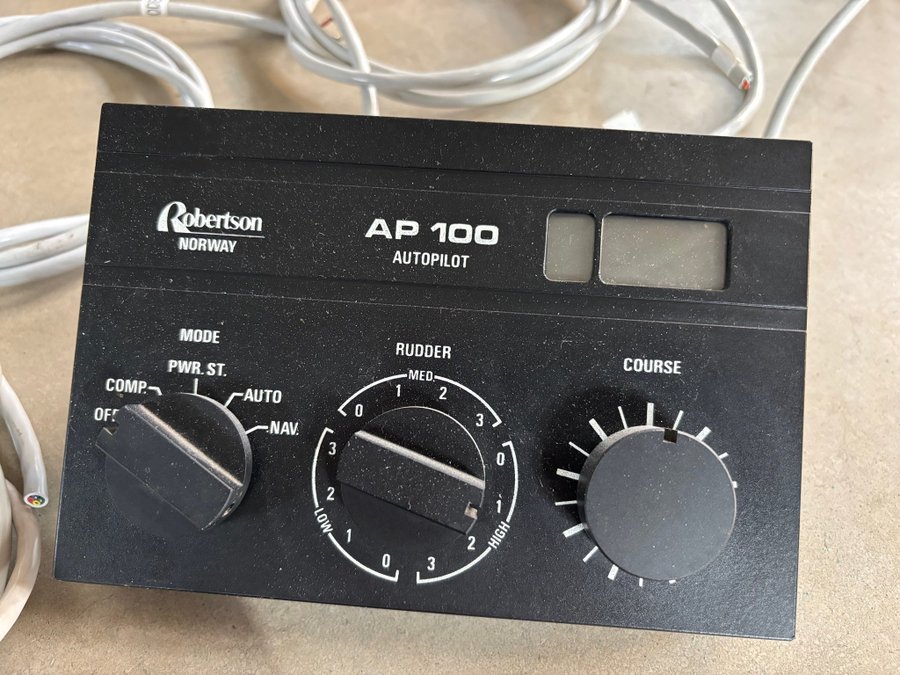 Robertson
NORWAY
AP 100
AUTOPILOT
MODE
OFF
COMP.
PWR. ST.
AUTO
NAV.
RUDDER
MED.
0 1 2 3
HIGH
0 1 2 3
LOW
0 1 2 3
COURSE